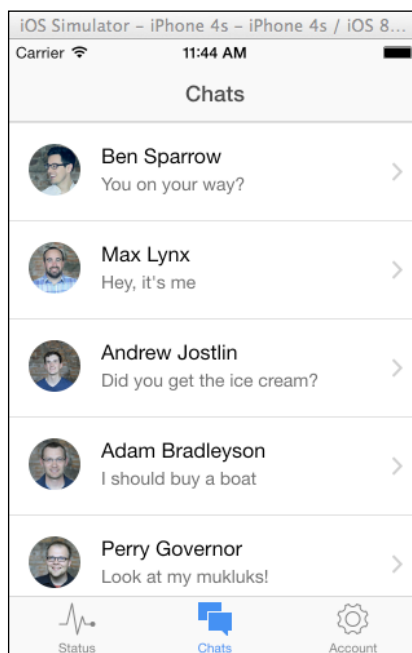 iOS Simulator – iPhone 4s – iPhone 4s / iOS 8...
Carrier 11:44 AM
Chats
Ben Sparrow
You on your way?
Max Lynx
Hey, it's me
Andrew Jostlin
Did you get the ice cream?
Adam Bradleyson
I should buy a boat
Perry Governor
Look at my mukluks!
Status Chats Account